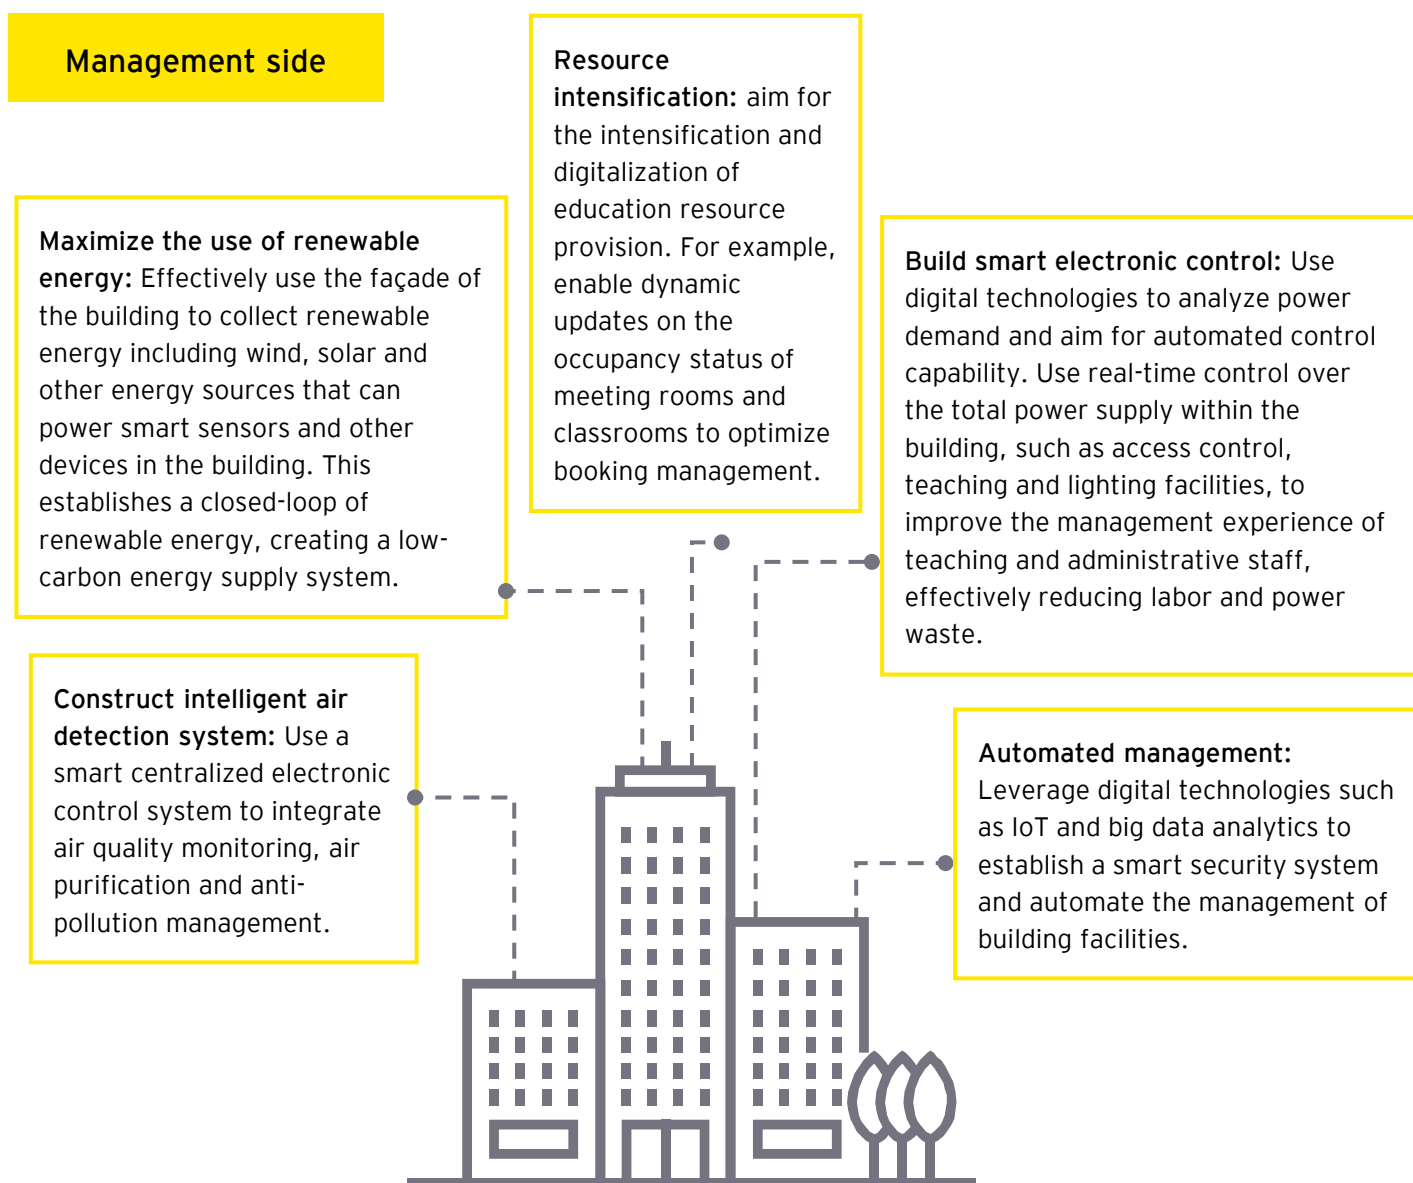 Management side
Resource
intensification: aim for
the intensification and
digitalization of
education resource
provision. For example,
enable dynamic
updates on the
occupancy status of
meeting rooms and
classrooms to optimize
booking management.
Maximize the use of renewable
energy: Effectively use the façade of
the building to collect renewable
energy including wind, solar and
other energy sources that can
power smart sensors and other
devices in the building. This
establishes a closed-loop of
renewable energy, creating a low-
carbon energy supply system.
Build smart electronic control: Use
digital technologies to analyze power
demand and aim for automated control
capability. Use real-time control over
the total power supply within the
building, such as access control,
teaching and lighting facilities, to
improve the management experience of
teaching and administrative staff,
effectively reducing labor and power
waste.
Construct intelligent air
detection system: Use a
smart centralized electronic
control system to integrate
air quality monitoring, air
purification and anti-
pollution management.
Automated management:
Leverage digital technologies such
as IoT and big data analytics to
establish a smart security system
and automate the management of
building facilities.